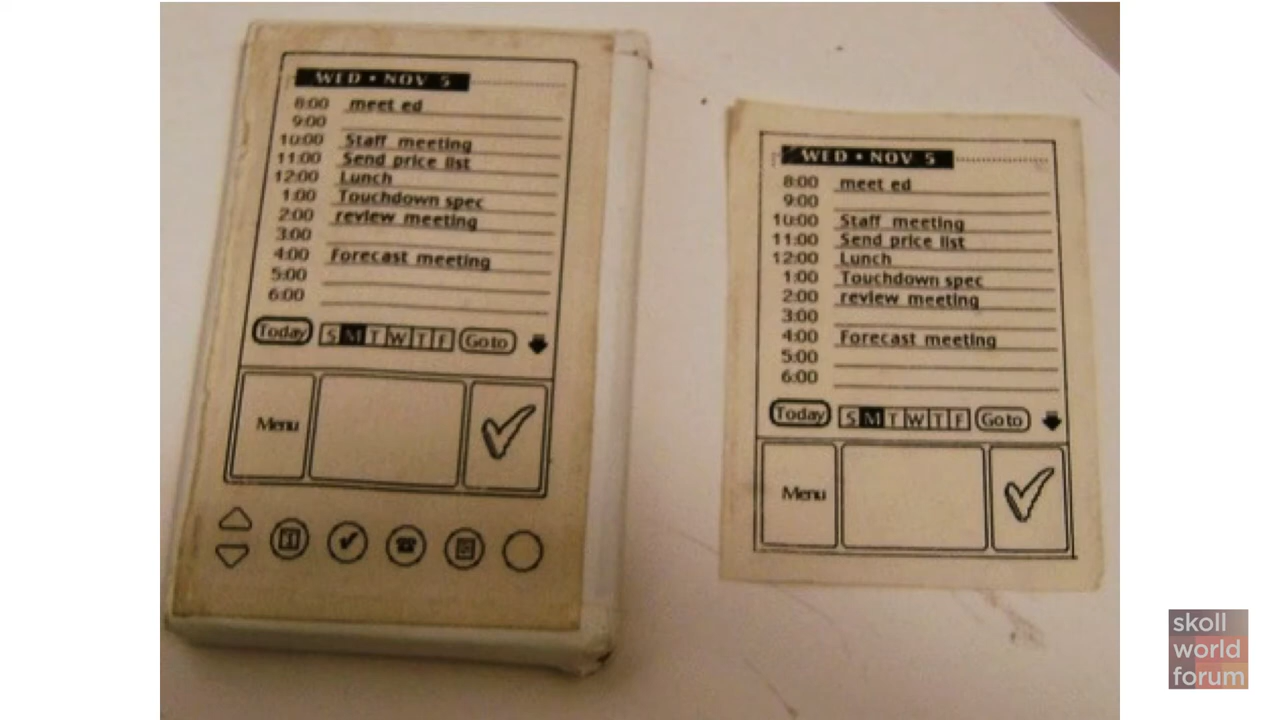 WED • NOV 5
8:00 meet ed
9:00
10:00 Staff meeting
11:00 Send price list
12:00 Lunch
1:00 Touchdown spec
2:00 review meeting
3:00
4:00 Forecast meeting
5:00
6:00
Today S M T W T F Go to
Menu
WED • NOV 5
8:00 meet ed
9:00
10:00 Staff meeting
11:00 Send price list
12:00 Lunch
1:00 Touchdown spec
2:00 review meeting
3:00
4:00 Forecast meeting
5:00
6:00
Today S M T W T F Go to
Menu
skoll
world
forum